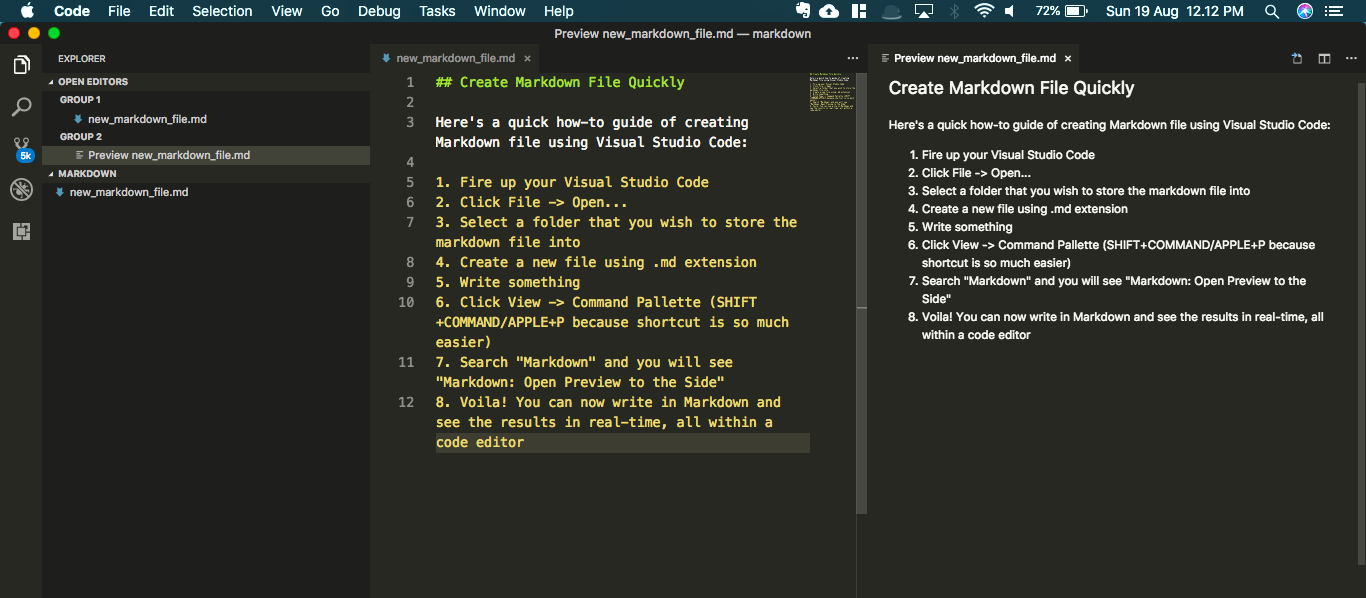 Code File Edit Selection View Go Debug Tasks Window Help 72% Sun 19 Aug 12.12 PM
Preview new_markdown_file.md — markdown
EXPLORER
OPEN EDITORS
GROUP 1
new_markdown_file.md
GROUP 2
Preview new_markdown_file.md
MARKDOWN
new_markdown_file.md
5k
new_markdown_file.md ×
1 ## Create Markdown File Quickly
2
3 Here's a quick how-to guide of creating
Markdown file using Visual Studio Code:
4
5 1. Fire up your Visual Studio Code
6 2. Click File -> Open...
7 3. Select a folder that you wish to store the
markdown file into
8 4. Create a new file using .md extension
9 5. Write something
10 6. Click View -> Command Pallette (SHIFT
+COMMAND/APPLE+P because shortcut is so much
easier)
11 7. Search "Markdown" and you will see
"Markdown: Open Preview to the Side"
12 8. Voila! You can now write in Markdown and
see the results in real-time, all within a
code editor
Preview new_markdown_file.md ×
Create Markdown File Quickly
Here's a quick how-to guide of creating Markdown file using Visual Studio Code:
1. Fire up your Visual Studio Code
2. Click File -> Open...
3. Select a folder that you wish to store the markdown file into
4. Create a new file using .md extension
5. Write something
6. Click View -> Command Pallette (SHIFT+COMMAND/APPLE+P because
shortcut is so much easier)
7. Search "Markdown" and you will see "Markdown: Open Preview to the
Side"
8. Voila! You can now write in Markdown and see the results in real-time, all
within a code editor